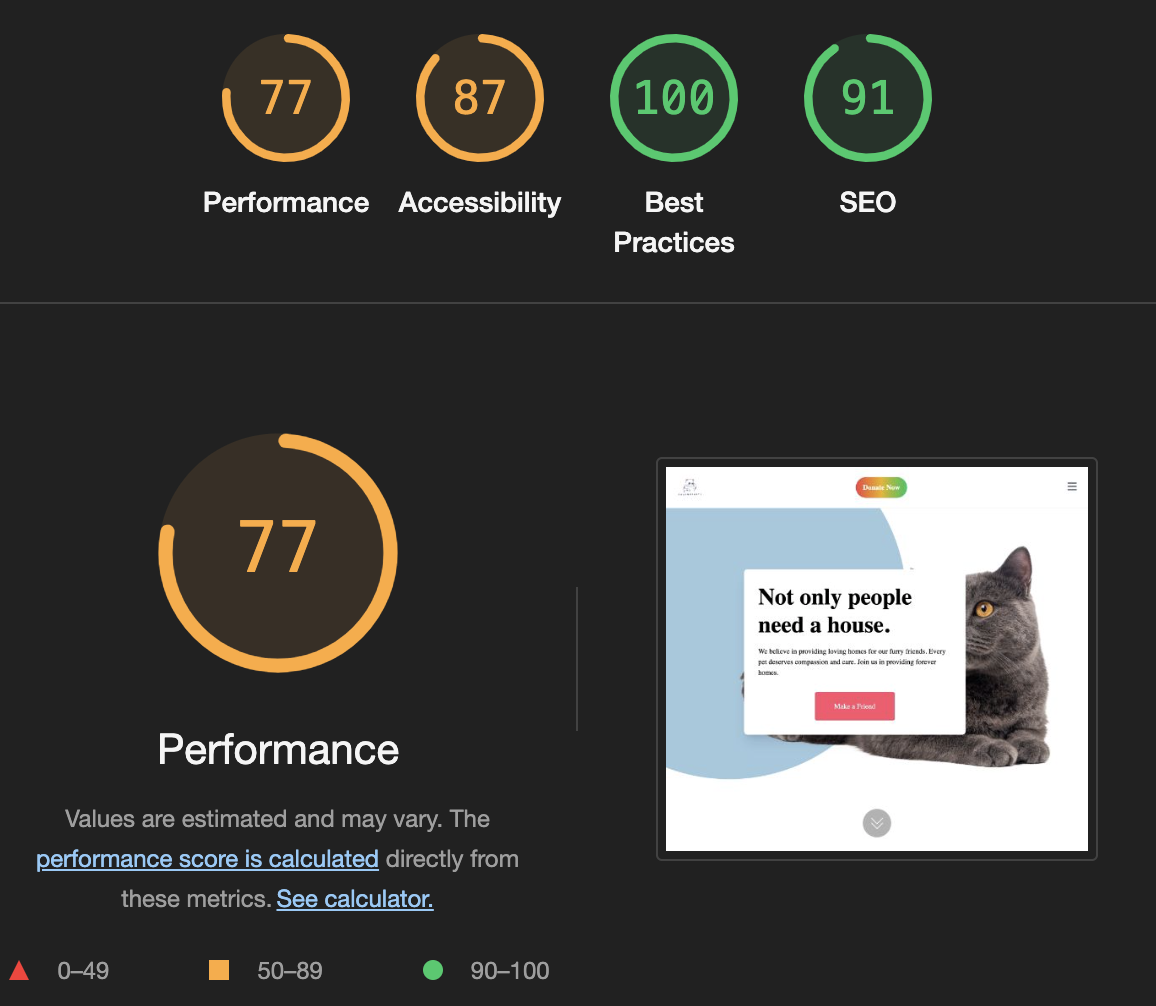 77
87
100
91
Performance
Accessibility
Best
Practices
SEO
77
Performance
Values are estimated and may vary. The
performance score is calculated directly from
these metrics. See calculator.
0–49
50–89
90–100
Donate Now
Not only people
need a house.
We believe in providing loving homes for our furry friends. Every
pet deserves compassion and care. Join us in providing forever
homes.
Make a Friend